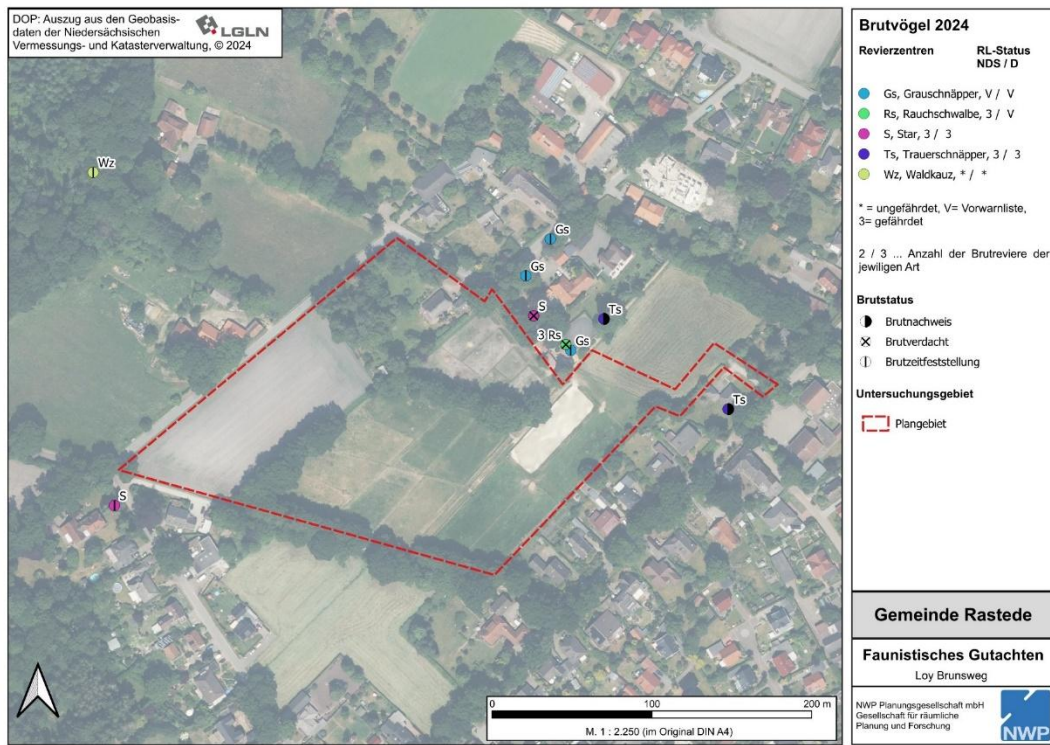 DOP: Auszug aus den Geobasis-
daten der Niedersächsischen
Vermessungs- und Katasterverwaltung, © 2024
LGLN
Wz
Gs
Gs
S
Ts
3 Rs
Gs
Ts
S
0 100 200 m
M. 1 : 2.250 (im Original DIN A4)
Brutvögel 2024
Revierzentren RL-Status
NDS / D
Gs, Grauschnäpper, V / V
Rs, Rauchschwalbe, 3 / V
S, Star, 3 / 3
Ts, Trauerschnäpper, 3 / 3
Wz, Waldkauz, * / *
* = ungefährdet, V= Vorwarnliste,
3= gefährdet
2 / 3 ... Anzahl der Brutreviere der
jewiligen Art
Brutstatus
Brutnachweis
Brutverdacht
Brutzeitfeststellung
Untersuchungsgebiet
Plangebiet
Gemeinde Rastede
Faunistisches Gutachten
Loy Brunsweg
NWP Planungsgesellschaft mbH
Gesellschaft für räumliche
Planung und Forschung
NWP